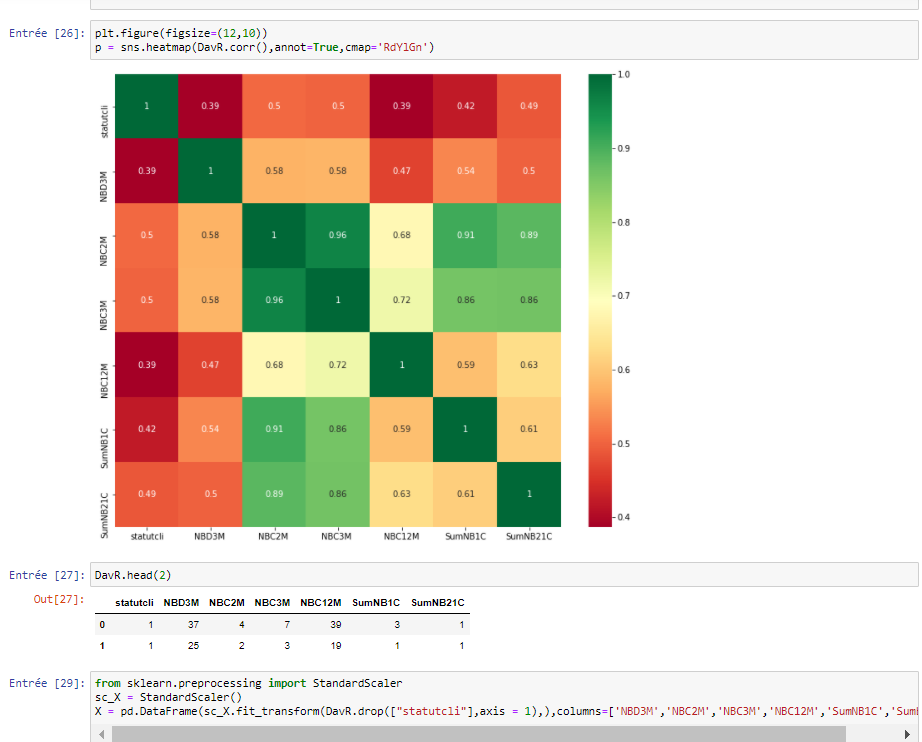 Entrée [26]: plt.figure(figsize=(12,10))
p = sns.heatmap(DavR.corr(),annot=True,cmap='RdYlGn')
statutcli 1 0.39 0.5 0.5 0.39 0.42 0.49
NBD3M 0.39 1 0.58 0.58 0.47 0.54 0.5
NBC2M 0.5 0.58 1 0.96 0.68 0.91 0.89
NBC3M 0.5 0.58 0.96 1 0.72 0.86 0.86
NBC12M 0.39 0.47 0.68 0.72 1 0.59 0.63
SumNB1C 0.42 0.54 0.91 0.86 0.59 1 0.61
SumNB21C 0.49 0.5 0.89 0.86 0.63 0.61 1
statutcli NBD3M NBC2M NBC3M NBC12M SumNB1C SumNB21C
1.0
0.9
0.8
0.7
0.6
0.5
0.4
Entrée [27]: DavR.head(2)
Out[27]:
statutcli NBD3M NBC2M NBC3M NBC12M SumNB1C SumNB21C
0 1 37 4 7 39 3 1
1 1 25 2 3 19 1 1
Entrée [29]: from sklearn.preprocessing import StandardScaler
sc_X = StandardScaler()
X = pd.DataFrame(sc_X.fit_transform(DavR.drop(["statutcli"],axis = 1),),columns=['NBD3M','NBC2M','NBC3M','NBC12M','SumNB1C','Sum